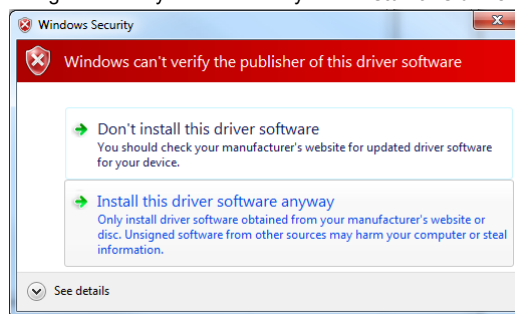 Windows Security
Windows can't verify the publisher of this driver software
Don't install this driver software
You should check your manufacturer's website for updated driver software
for your device.
Install this driver software anyway
Only install driver software obtained from your manufacturer's website or
disc. Unsigned software from other sources may harm your computer or steal
information.
See details